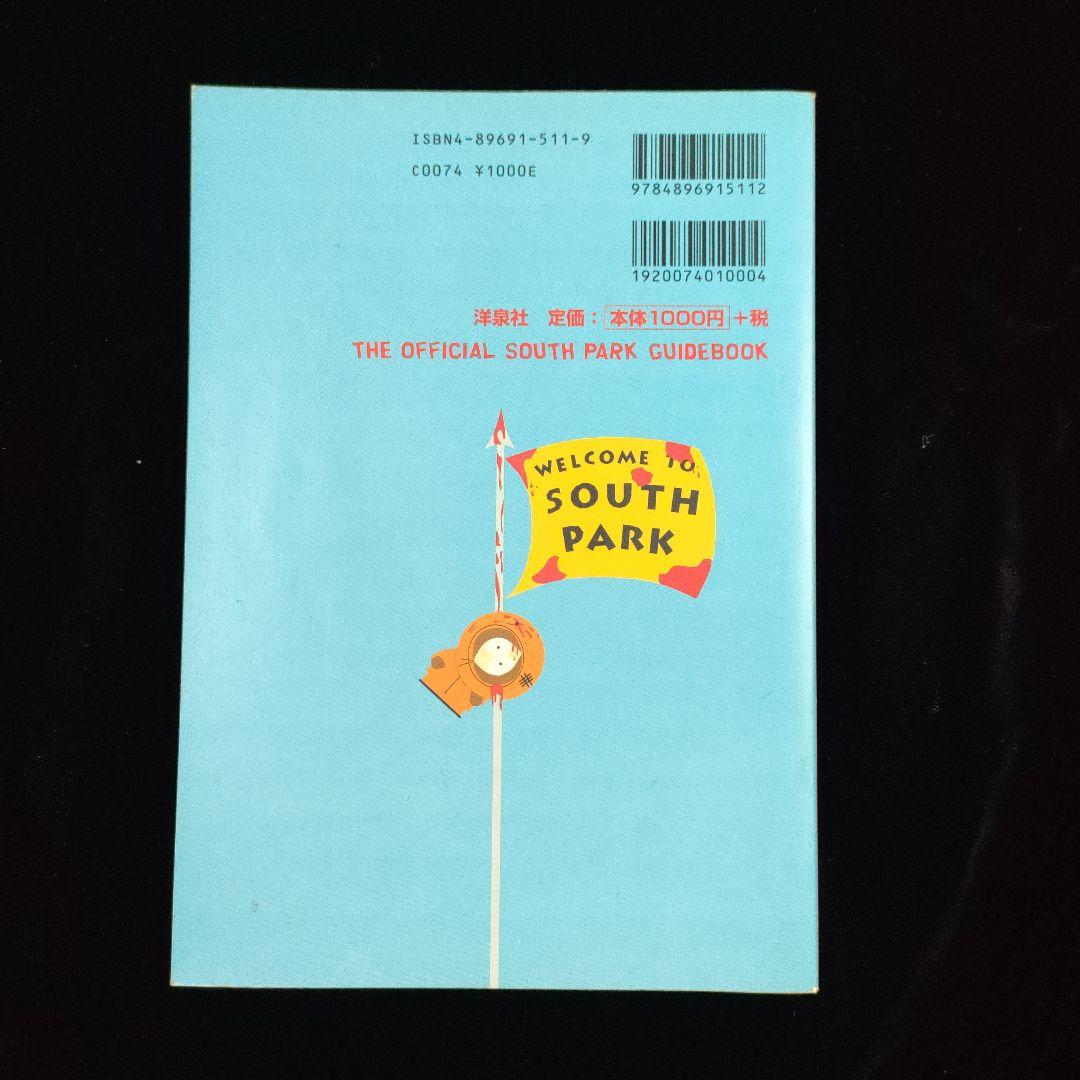 ISBN4-89691-511-9
C0074 ¥1000E
9784896915112
1920074010004
洋泉社 定価：本体1000円+税
THE OFFICIAL SOUTH PARK GUIDEBOOK
WELCOME TO
SOUTH
PARK